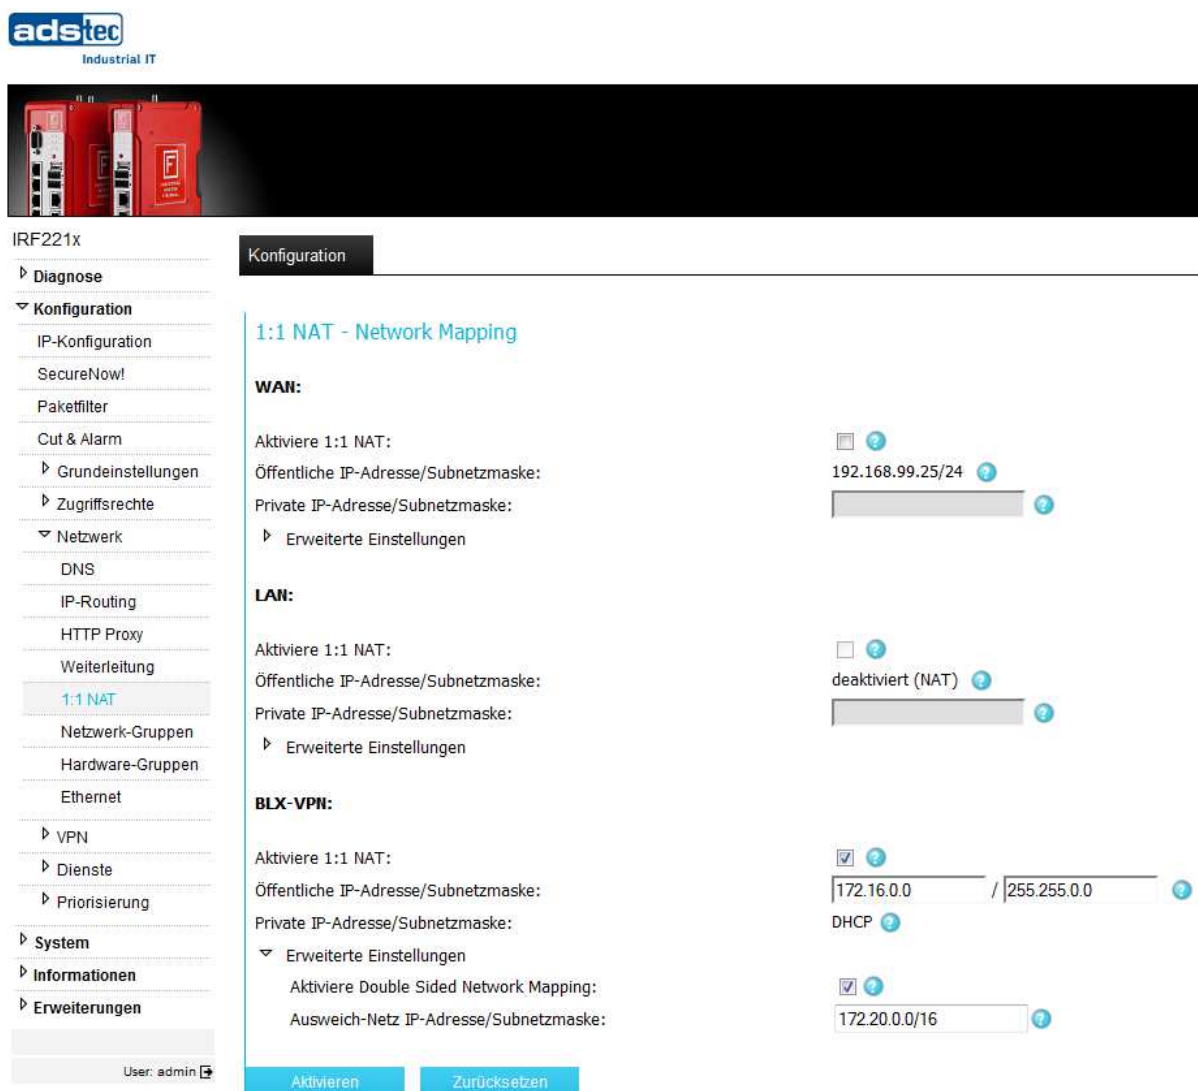 adstec
Industrial IT
IRF221x
Diagnose
Konfiguration
IP-Konfiguration
SecureNow!
Paketfilter
Cut & Alarm
Grundeinstellungen
Zugriffsrechte
Netzwerk
DNS
IP-Routing
HTTP Proxy
Weiterleitung
1:1 NAT
Netzwerk-Gruppen
Hardware-Gruppen
Ethernet
VPN
Dienste
Priorisierung
System
Informationen
Erweiterungen
User: admin
Konfiguration
1:1 NAT - Network Mapping
WAN:
Aktiviere 1:1 NAT: ?
Öffentliche IP-Adresse/Subnetzmaske: 192.168.99.25/24 ?
Private IP-Adresse/Subnetzmaske: ?
Erweiterte Einstellungen
LAN:
Aktiviere 1:1 NAT: ?
Öffentliche IP-Adresse/Subnetzmaske: deaktiviert (NAT) ?
Private IP-Adresse/Subnetzmaske: ?
Erweiterte Einstellungen
BLX-VPN:
Aktiviere 1:1 NAT: ?
Öffentliche IP-Adresse/Subnetzmaske: 172.16.0.0 / 255.255.0.0 ?
Private IP-Adresse/Subnetzmaske: DHCP ?
Erweiterte Einstellungen
Aktiviere Double Sided Network Mapping: ?
Ausweich-Netz IP-Adresse/Subnetzmaske: 172.20.0.0/16 ?
Aktivieren Zurücksetzen